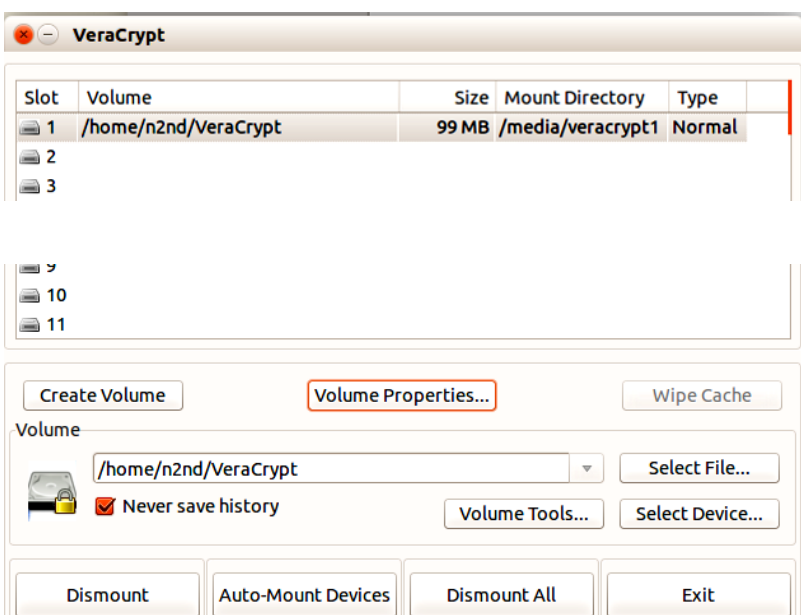 VeraCrypt
Slot Volume Size Mount Directory Type
1 /home/n2nd/VeraCrypt 99 MB /media/veracrypt1 Normal
2
3
9
10
11
Create Volume Volume Properties... Wipe Cache
Volume
/home/n2nd/VeraCrypt Select File...
Never save history Volume Tools... Select Device...
Dismount Auto-Mount Devices Dismount All Exit